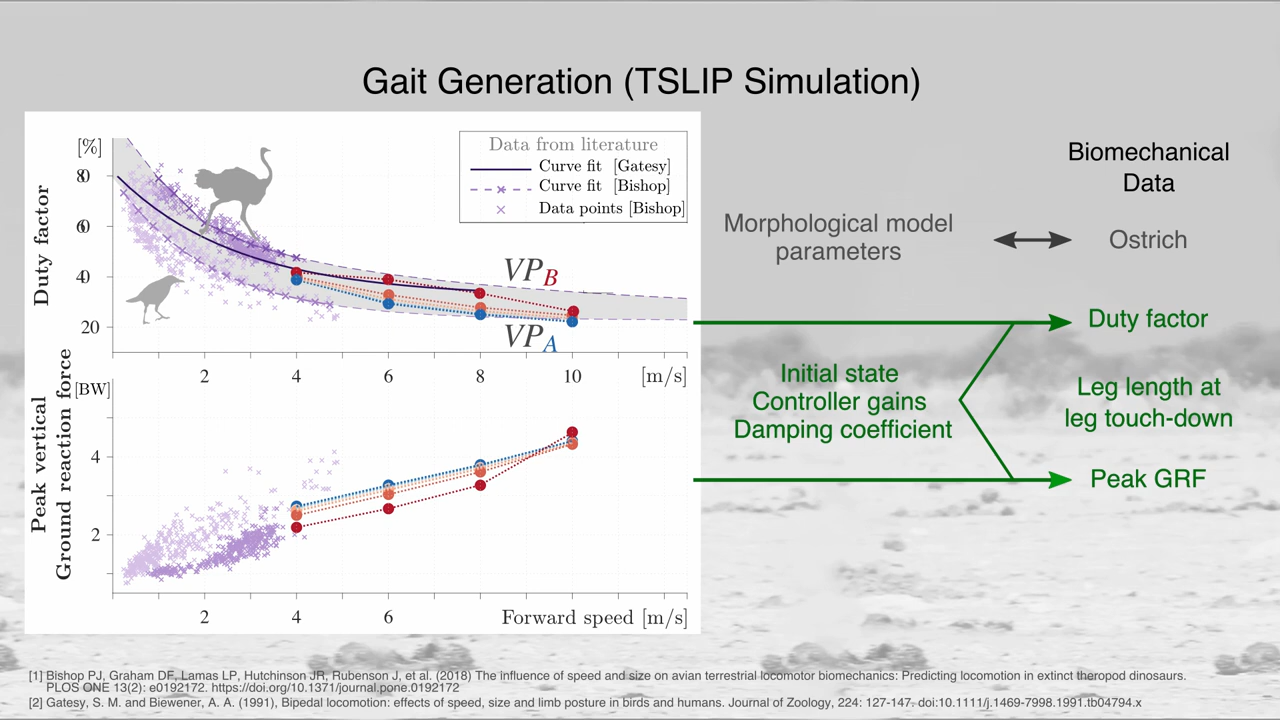 Gait Generation (TSLIP Simulation)
[%]
80
60
40
20
Duty factor
Data from literature
Curve fit [Gatesy]
Curve fit [Bishop]
Data points [Bishop]
VPB
VPA
2 4 6 8 10 [m/s]
[BW]
4
2
Peak vertical
Ground reaction force
2 4 6 Forward speed [m/s]
Biomechanical
Data
Morphological model
parameters
Ostrich
Duty factor
Initial state
Controller gains
Damping coefficient
Leg length at
leg touch-down
Peak GRF
[1] Bishop PJ, Graham DF, Lamas LP, Hutchinson JR, Rubenson J, et al. (2018) The influence of speed and size on avian terrestrial locomotor biomechanics: Predicting locomotion in extinct theropod dinosaurs.
PLOS ONE 13(2): e0192172. https://doi.org/10.1371/journal.pone.0192172
[2] Gatesy, S. M. and Biewener, A. A. (1991), Bipedal locomotion: effects of speed, size and limb posture in birds and humans. Journal of Zoology, 224: 127-147. doi:10.1111/j.1469-7998.1991.tb04794.x